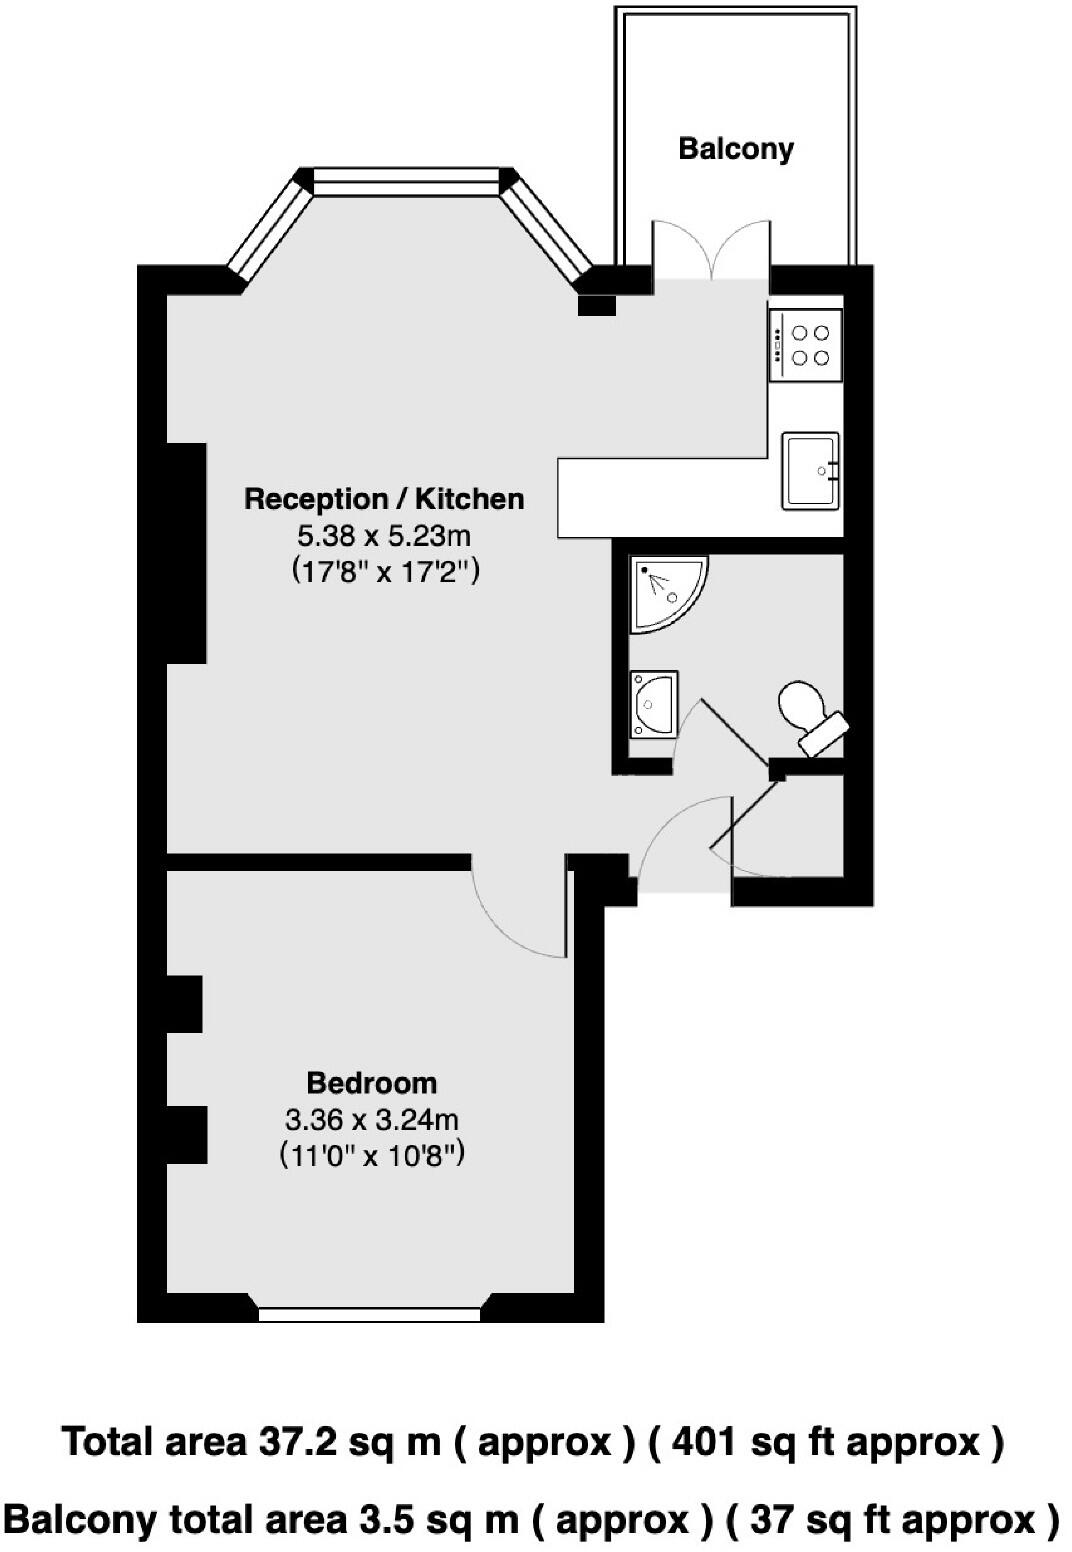 Balcony
Reception / Kitchen
5.38 x 5.23m
(17'8" x 17'2")
Bedroom
3.36 x 3.24m
(11'0" x 10'8")
Total area 37.2 sq m ( approx ) ( 401 sq ft approx )
Balcony total area 3.5 sq m ( approx ) ( 37 sq ft approx )